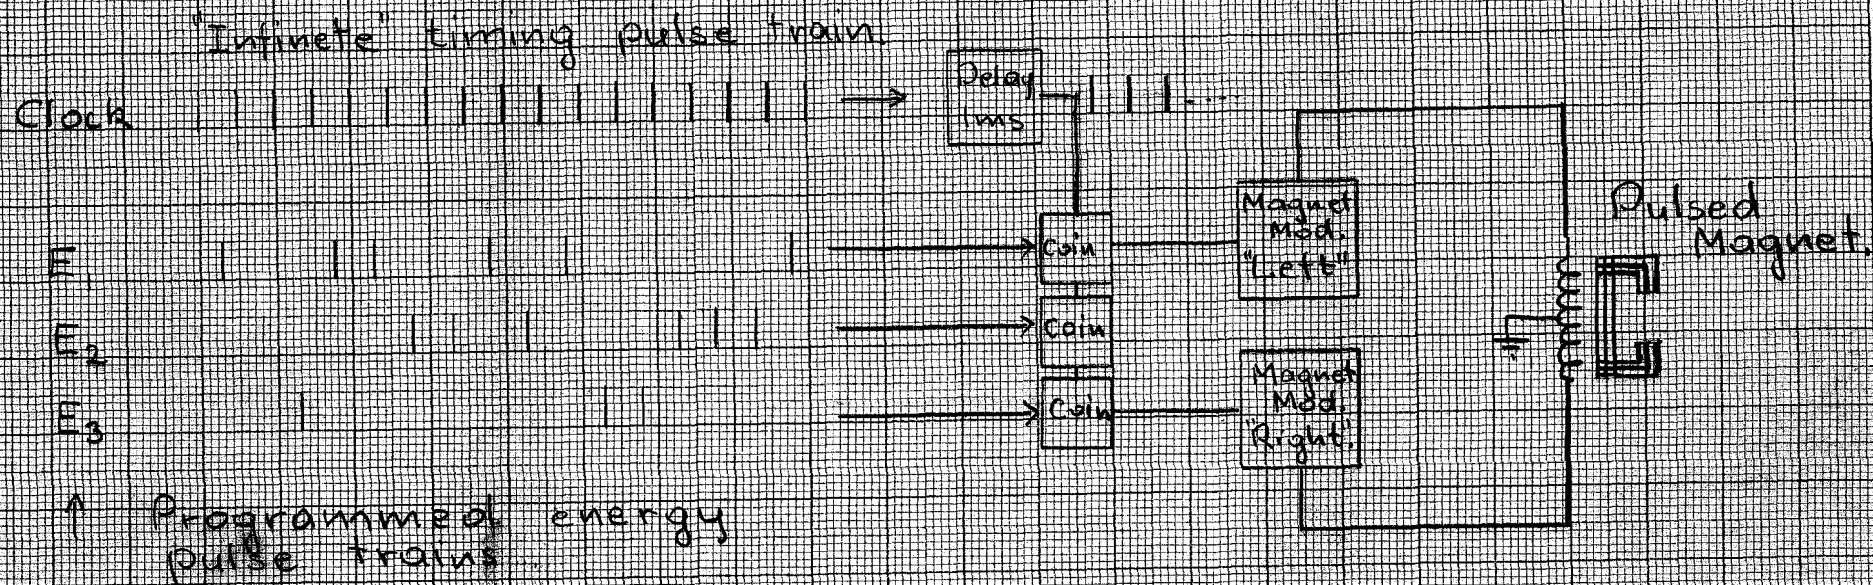 "Infinete" timing pulse train.
Clock
Delay
1ms
E1
Coin
Magnet
Mod.
"Left"
Pulsed
Magnet.
E2
Coin
E3
Coin
Magnet
Mod.
"Right".
↑ Programmed energy
pulse trains